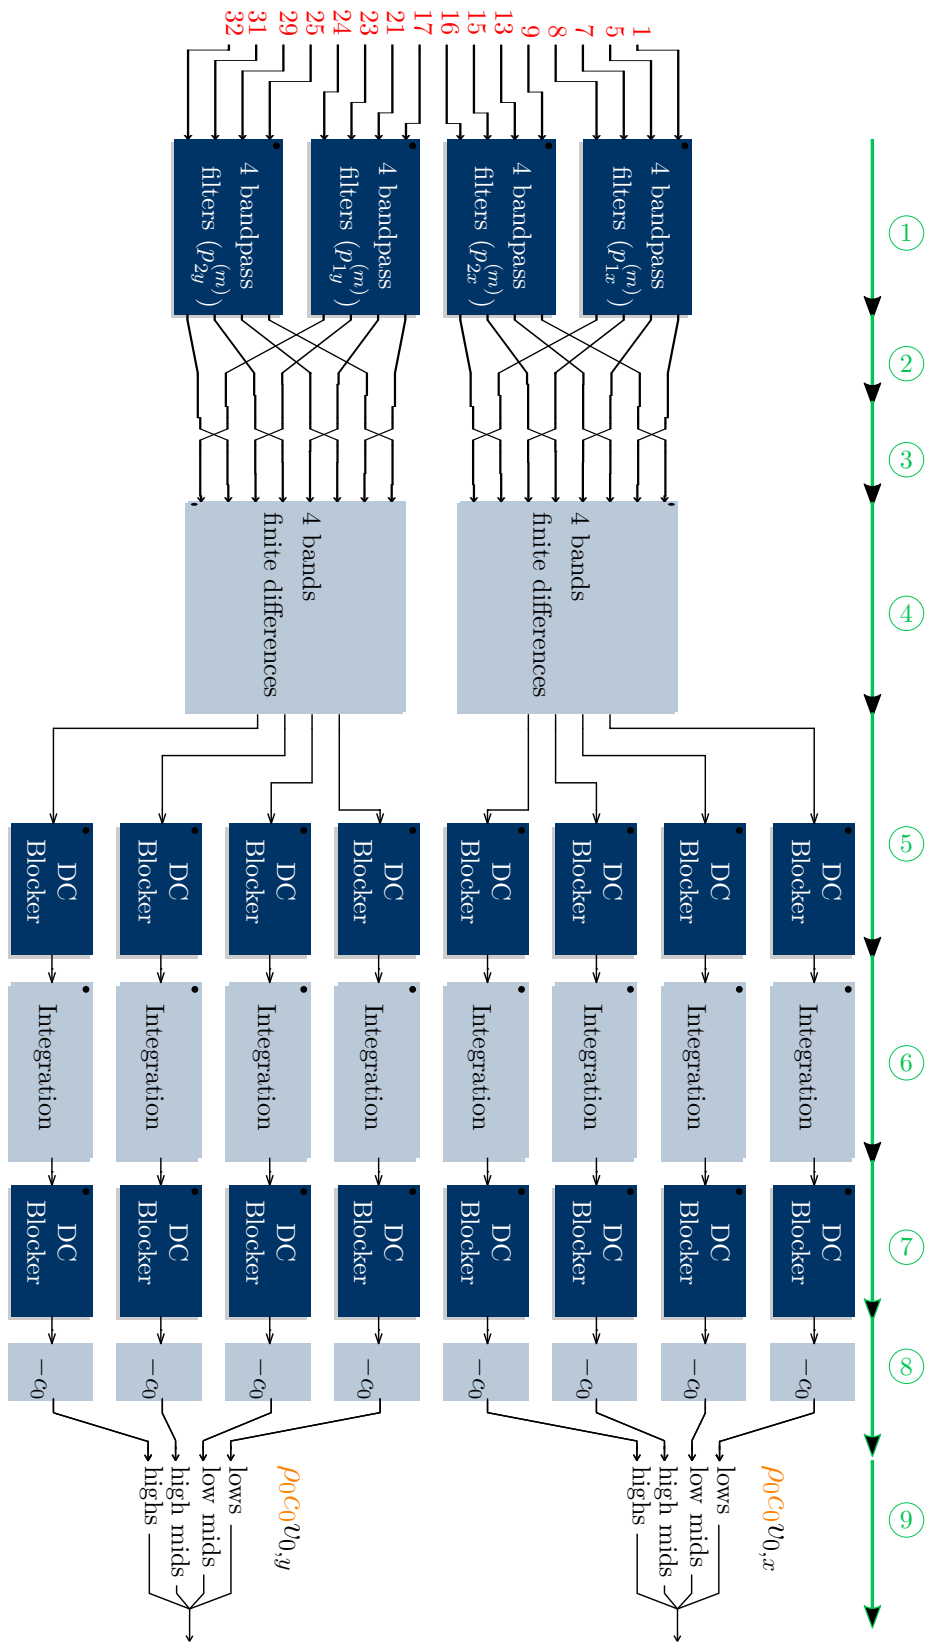 1
2
3
4
5
6
7
8
9
1
5
7
8
9
13
15
16
17
21
23
24
25
29
31
32
4 bandpass
filters (p_{1x}^{(m)})
4 bandpass
filters (p_{2x}^{(m)})
4 bandpass
filters (p_{1y}^{(m)})
4 bandpass
filters (p_{2y}^{(m)})
4 bands
finite differences
4 bands
finite differences
DC
Blocker
DC
Blocker
DC
Blocker
DC
Blocker
DC
Blocker
DC
Blocker
DC
Blocker
DC
Blocker
Integration
Integration
Integration
Integration
Integration
Integration
Integration
Integration
DC
Blocker
DC
Blocker
DC
Blocker
DC
Blocker
DC
Blocker
DC
Blocker
DC
Blocker
DC
Blocker
−c₀
−c₀
−c₀
−c₀
−c₀
−c₀
−c₀
−c₀
ρ₀c₀v_{0,x}
lows
low mids
high mids
highs
ρ₀c₀v_{0,y}
lows
low mids
high mids
highs